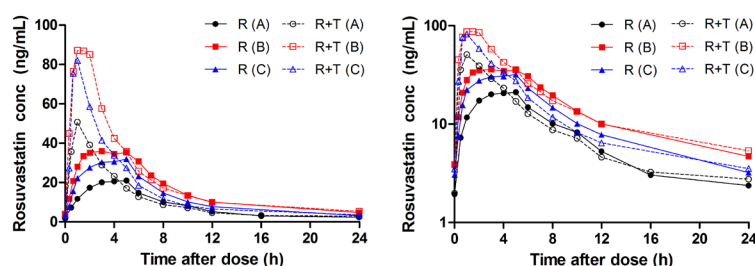 R (A) R+T (A)
R (B) R+T (B)
R (C) R+T (C)
Rosuvastatin conc (ng/mL)
100
80
60
40
20
0
0 4 8 12 16 20 24
Time after dose (h)
R (A) R+T (A)
R (B) R+T (B)
R (C) R+T (C)
Rosuvastatin conc (ng/mL)
100
10
1
0 4 8 12 16 20 24
Time after dose (h)